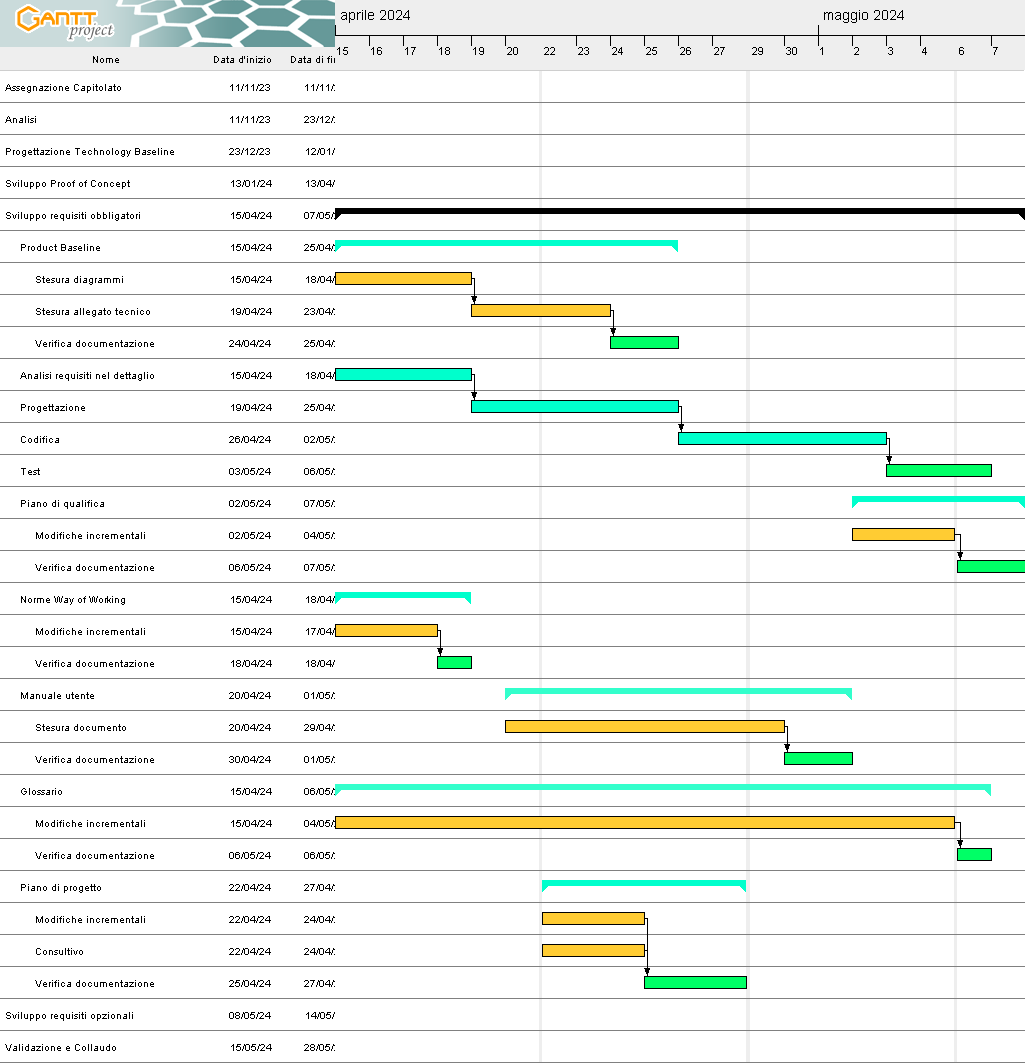 GANTT
project
aprile 2024 maggio 2024
15 16 17 18 19 20 22 23 24 25 26 27 29 30 1 2 3 4 6 7
Nome Data d'inizio Data di fi
Assegnazione Capitolato 11/11/23 11/11/
Analisi 11/11/23 23/12/
Progettazione Technology Baseline 23/12/23 12/01/
Sviluppo Proof of Concept 13/01/24 13/04/
Sviluppo requisiti obbligatori 15/04/24 07/05/
Product Baseline 15/04/24 25/04/
Stesura diagrammi 15/04/24 18/04/
Stesura allegato tecnico 19/04/24 23/04/
Verifica documentazione 24/04/24 25/04/
Analisi requisiti nel dettaglio 15/04/24 18/04/
Progettazione 19/04/24 25/04/
Codifica 26/04/24 02/05/
Test 03/05/24 06/05/
Piano di qualifica 02/05/24 07/05/
Modifiche incrementali 02/05/24 04/05/
Verifica documentazione 06/05/24 07/05/
Norme Way of Working 15/04/24 18/04/
Modifiche incrementali 15/04/24 17/04/
Verifica documentazione 18/04/24 18/04/
Manuale utente 20/04/24 01/05/
Stesura documento 20/04/24 29/04/
Verifica documentazione 30/04/24 01/05/
Glossario 15/04/24 06/05/
Modifiche incrementali 15/04/24 04/05/
Verifica documentazione 06/05/24 06/05/
Piano di progetto 22/04/24 27/04/
Modifiche incrementali 22/04/24 24/04/
Consultivo 22/04/24 24/04/
Verifica documentazione 25/04/24 27/04/
Sviluppo requisiti opzionali 08/05/24 14/05/
Validazione e Collaudo 15/05/24 28/05/